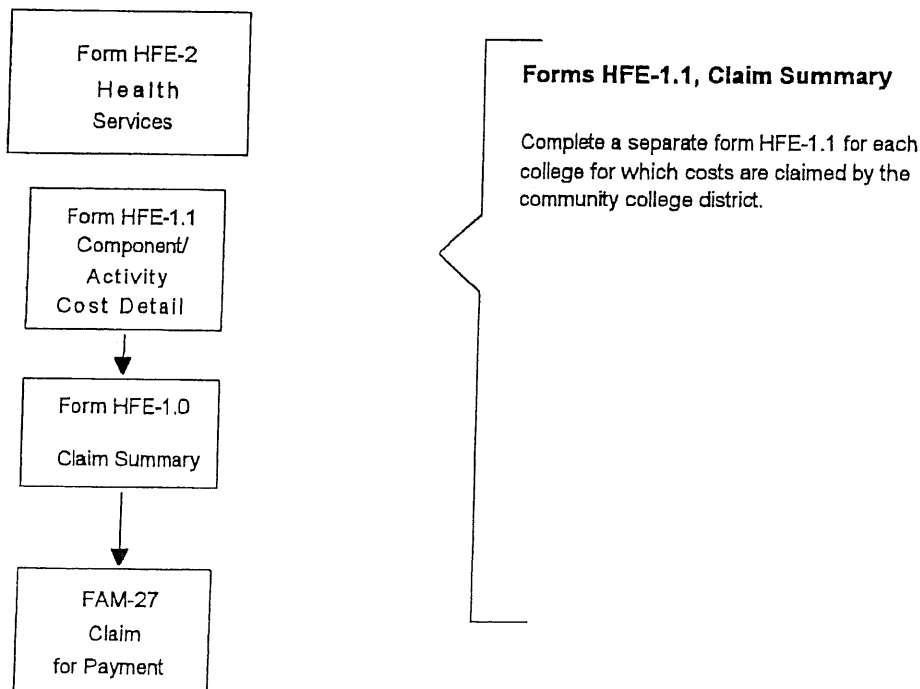 Form HFE-2
Health
Services
Form HFE-1.1
Component/
Activity
Cost Detail
Form HFE-1.0
Claim Summary
FAM-27
Claim
for Payment
Forms HFE-1.1, Claim Summary
Complete a separate form HFE-1.1 for each
college for which costs are claimed by the
community college district.